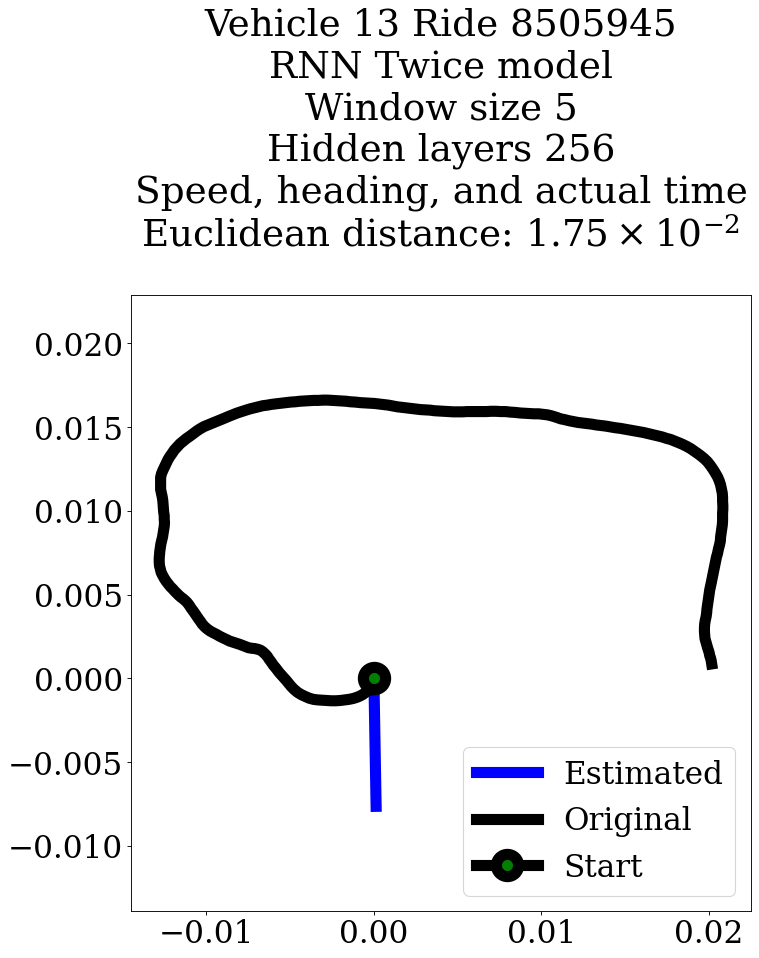 Vehicle 13 Ride 8505945
RNN Twice model
Window size 5
Hidden layers 256
Speed, heading, and actual time
Euclidean distance: 1.75 × 10⁻²
0.020
0.015
0.010
0.005
0.000
−0.005
−0.010
Estimated
Original
Start
−0.01 0.00 0.01 0.02